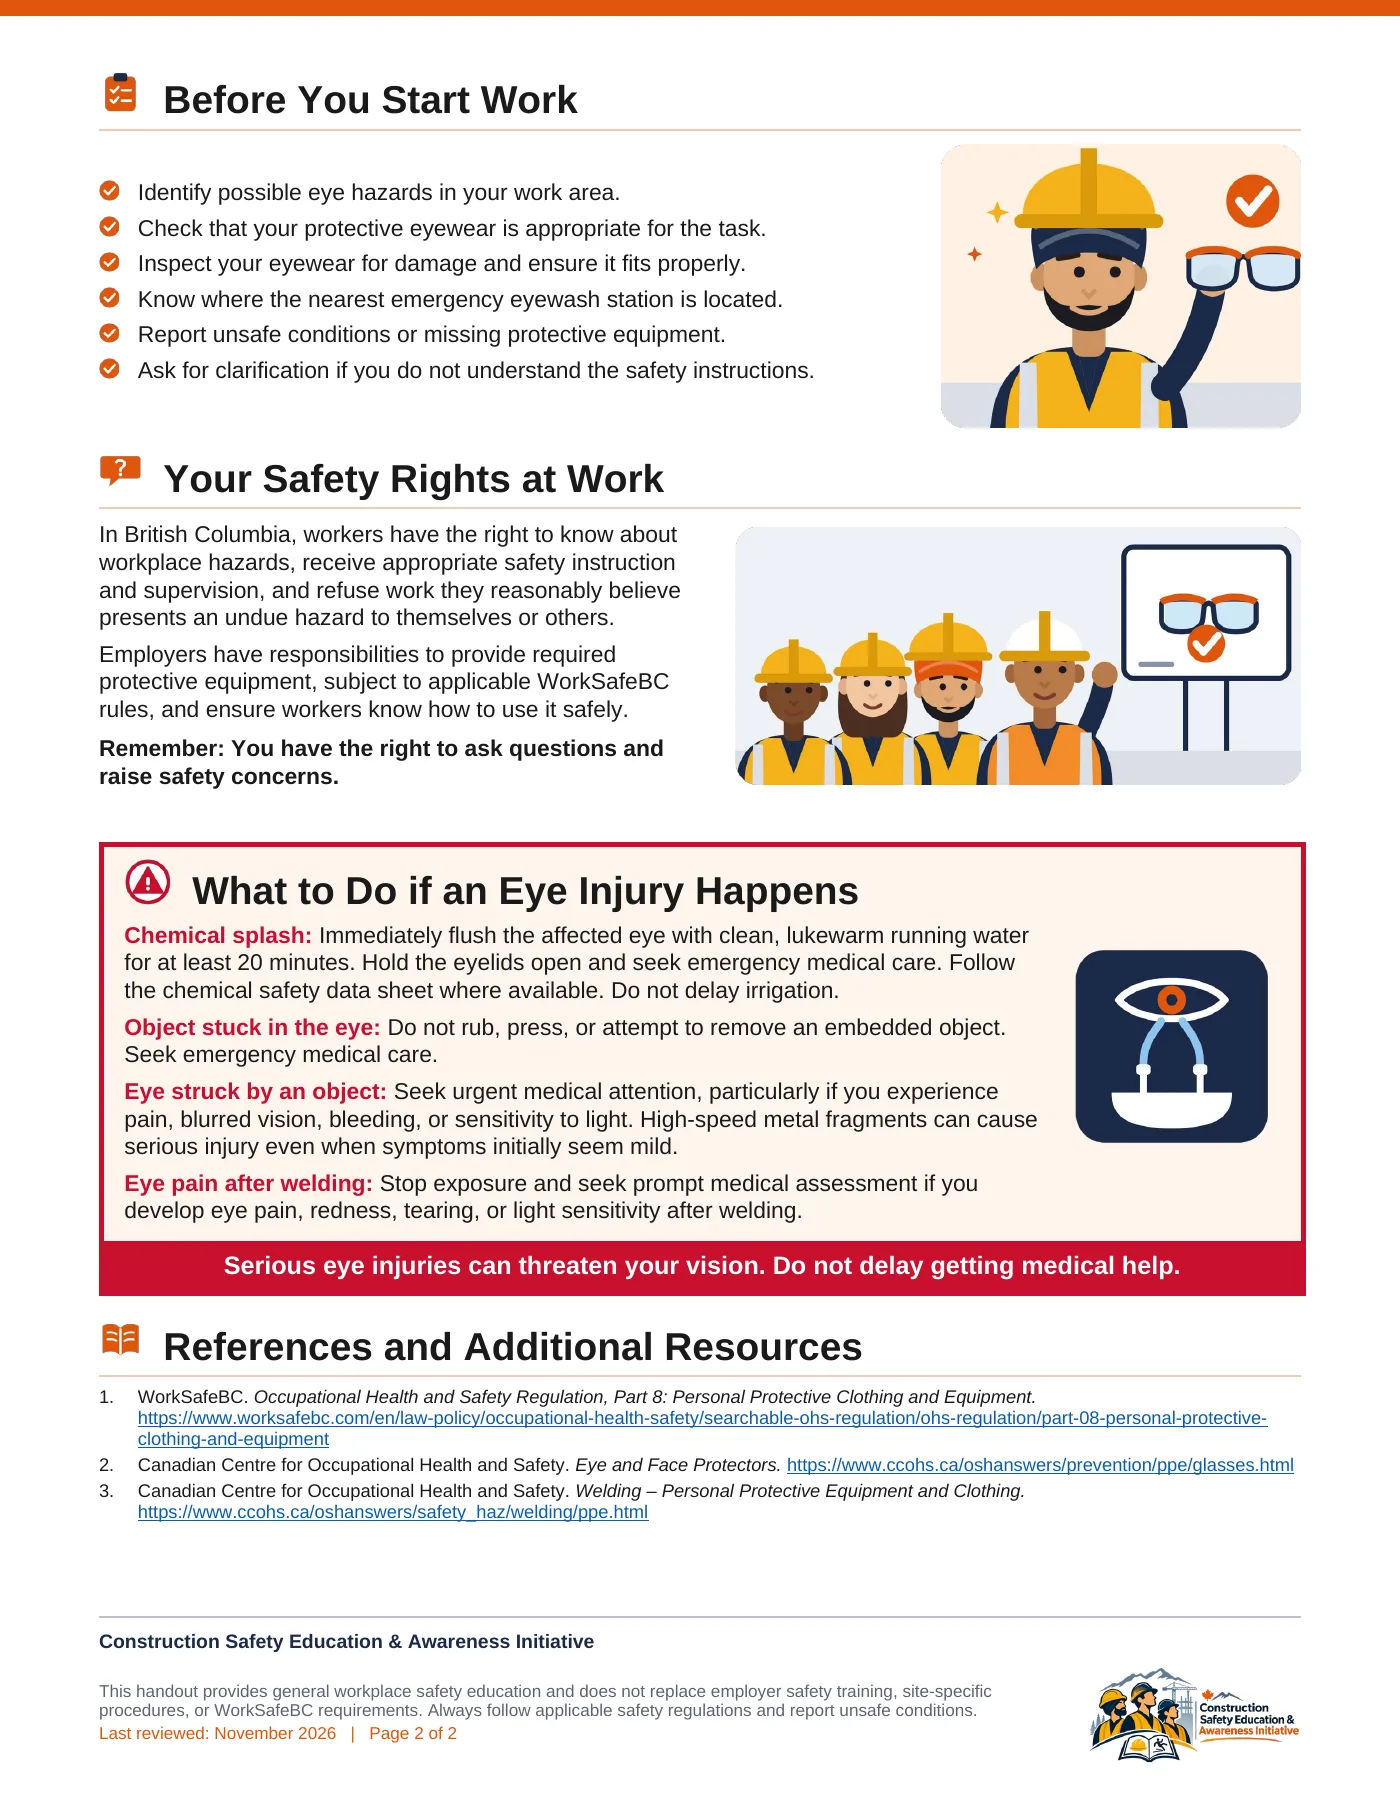 Before You Start Work
Identify possible eye hazards in your work area.
Check that your protective eyewear is appropriate for the task.
Inspect your eyewear for damage and ensure it fits properly.
Know where the nearest emergency eyewash station is located.
Report unsafe conditions or missing protective equipment.
Ask for clarification if you do not understand the safety instructions.
?
Your Safety Rights at Work
In British Columbia, workers have the right to know about
workplace hazards, receive appropriate safety instruction
and supervision, and refuse work they reasonably believe
presents an undue hazard to themselves or others.
Employers have responsibilities to provide required
protective equipment, subject to applicable WorkSafeBC
rules, and ensure workers know how to use it safely.
Remember: You have the right to ask questions and
raise safety concerns.
What to Do if an Eye Injury Happens
Chemical splash: Immediately flush the affected eye with clean, lukewarm running water
for at least 20 minutes. Hold the eyelids open and seek emergency medical care. Follow
the chemical safety data sheet where available. Do not delay irrigation.
Object stuck in the eye: Do not rub, press, or attempt to remove an embedded object.
Seek emergency medical care.
Eye struck by an object: Seek urgent medical attention, particularly if you experience
pain, blurred vision, bleeding, or sensitivity to light. High-speed metal fragments can cause
serious injury even when symptoms initially seem mild.
Eye pain after welding: Stop exposure and seek prompt medical assessment if you
develop eye pain, redness, tearing, or light sensitivity after welding.
Serious eye injuries can threaten your vision. Do not delay getting medical help.
References and Additional Resources
1. WorkSafeBC. Occupational Health and Safety Regulation, Part 8: Personal Protective Clothing and Equipment.
https://www.worksafebc.com/en/law-policy/occupational-health-safety/searchable-ohs-regulation/ohs-regulation/part-08-personal-protective-
clothing-and-equipment
2. Canadian Centre for Occupational Health and Safety. Eye and Face Protectors. https://www.ccohs.ca/oshanswers/prevention/ppe/glasses.html
3. Canadian Centre for Occupational Health and Safety. Welding – Personal Protective Equipment and Clothing.
https://www.ccohs.ca/oshanswers/safety_haz/welding/ppe.html
Construction Safety Education & Awareness Initiative
This handout provides general workplace safety education and does not replace employer safety training, site-specific
procedures, or WorkSafeBC requirements. Always follow applicable safety regulations and report unsafe conditions.
Last reviewed: November 2026 | Page 2 of 2
Construction
Safety Education &
Awareness Initiative